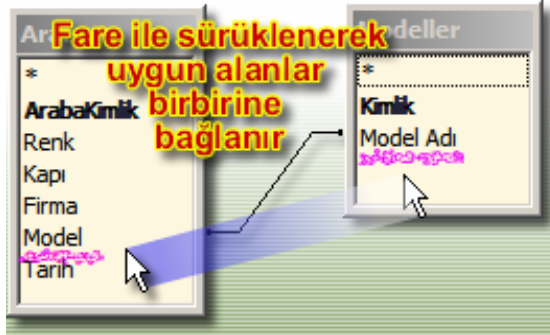 Fare ile sürüklenerek
uygun alanlar
birbirine
bağlanır
*
ArabaKimlik
Renk
Kapı
Firma
Model
Tarih
Modeller
*
Kimlik
Model Adı